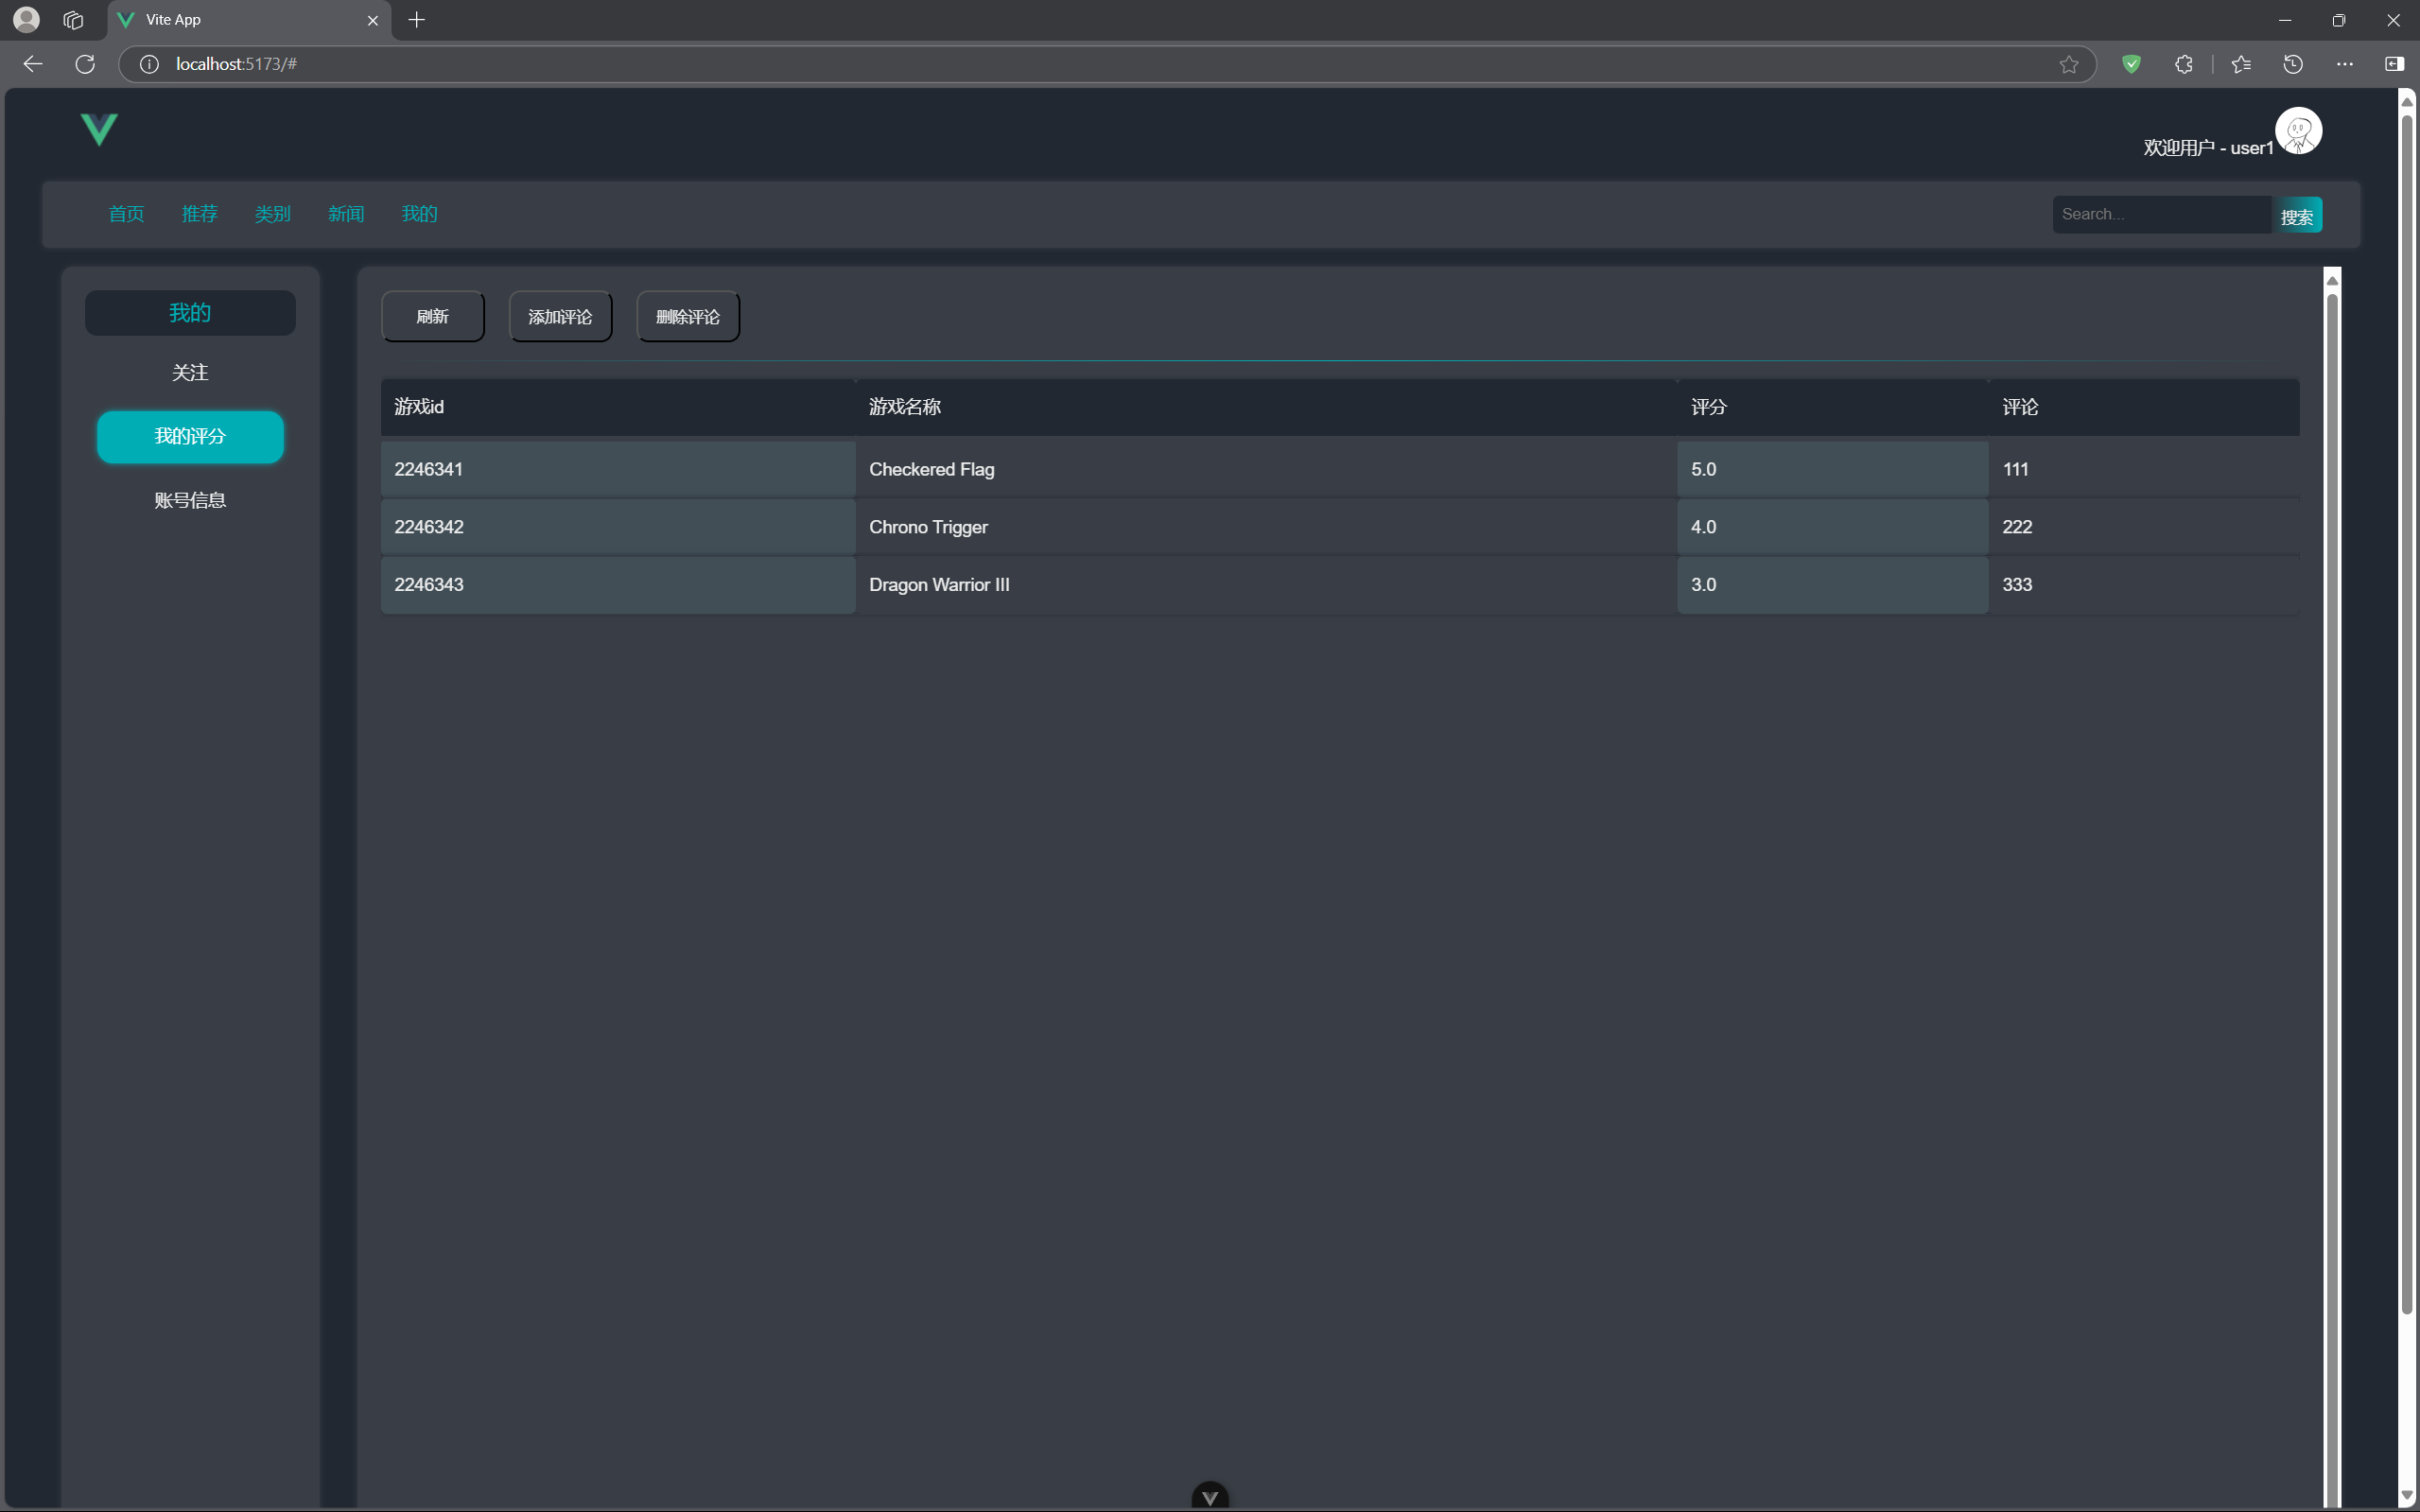 Vite App
localhost:5173/#
欢迎用户 - user1
首页 推荐 类别 新闻 我的
Search... 搜索
我的
关注
我的评分
账号信息
刷新 添加评论 删除评论
游戏id 游戏名称 评分 评论
2246341 Checkered Flag 5.0 111
2246342 Chrono Trigger 4.0 222
2246343 Dragon Warrior III 3.0 333